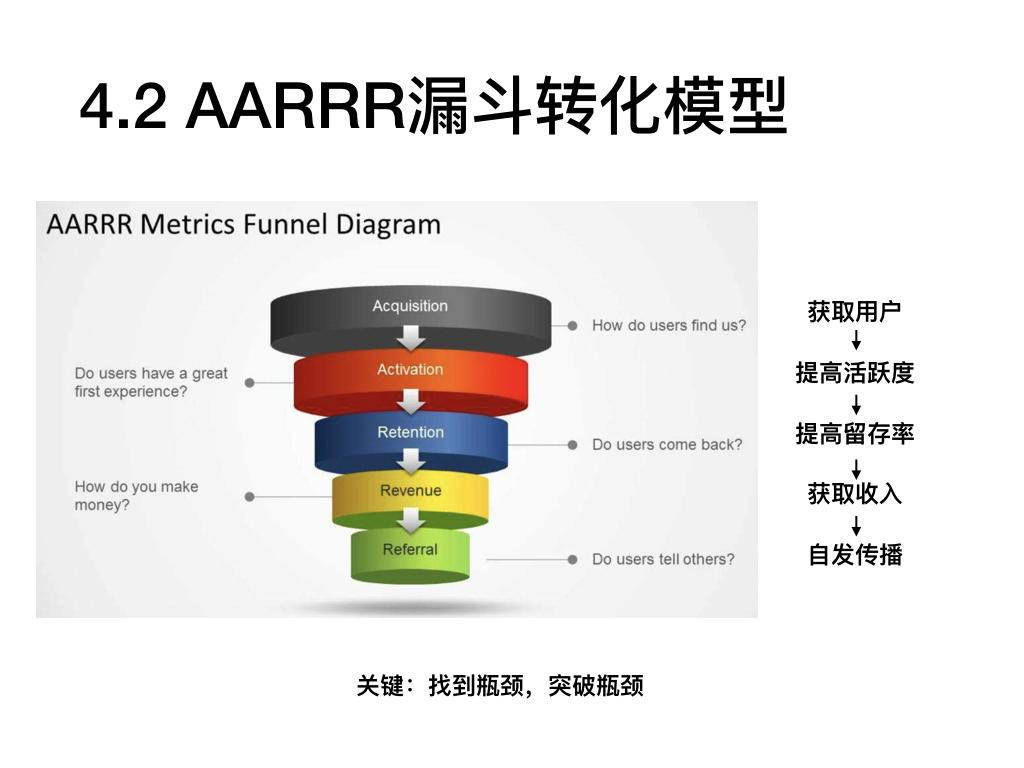 4.2 AARRR漏斗转化模型
AARRR Metrics Funnel Diagram
Acquisition
How do users find us?
Activation
Do users have a great
first experience?
Retention
Do users come back?
Revenue
How do you make
money?
Referral
Do users tell others?
获取用户
提高活跃度
提高留存率
获取收入
自发传播
关键：找到瓶颈，突破瓶颈